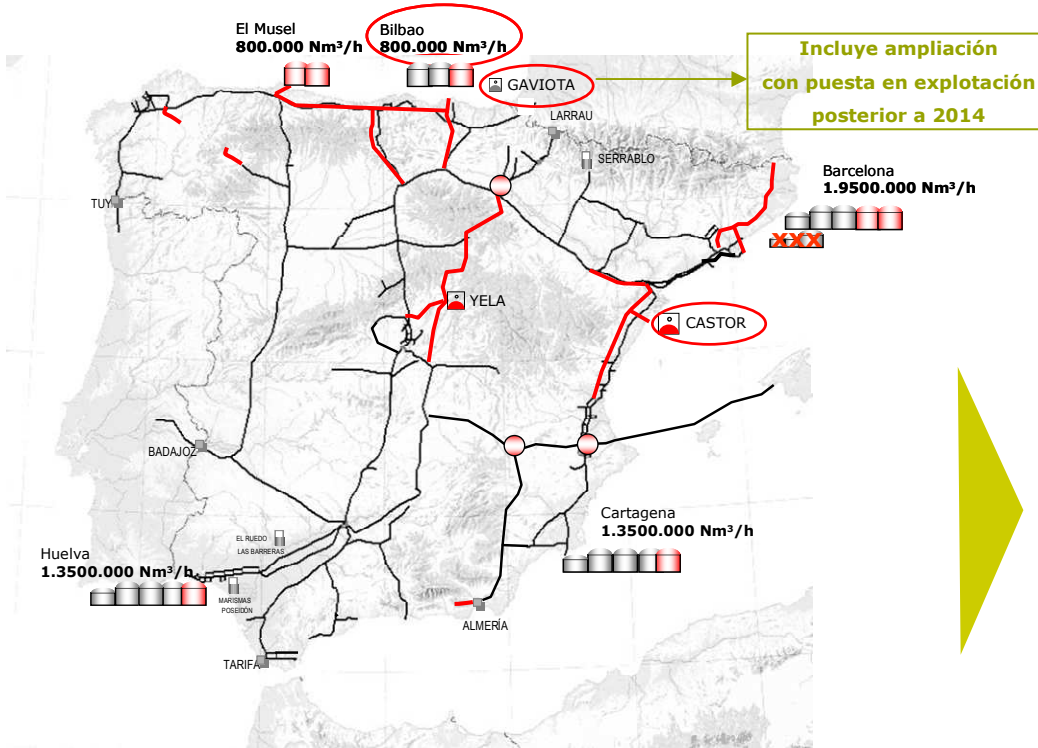 El Musel
800.000 Nm³/h
Bilbao
800.000 Nm³/h
Incluye ampliación
con puesta en explotación
posterior a 2014
GAVIOTA
LARRAU
SERRABLO
Barcelona
1.9500.000 Nm³/h
XXX
TUY
YELA
CASTOR
BADAJOZ
Cartagena
1.3500.000 Nm³/h
EL RUEDO
LAS BARRERAS
Huelva
1.3500.000 Nm³/h
MARISMAS
POSEIDÓN
ALMERÍA
TARIFA